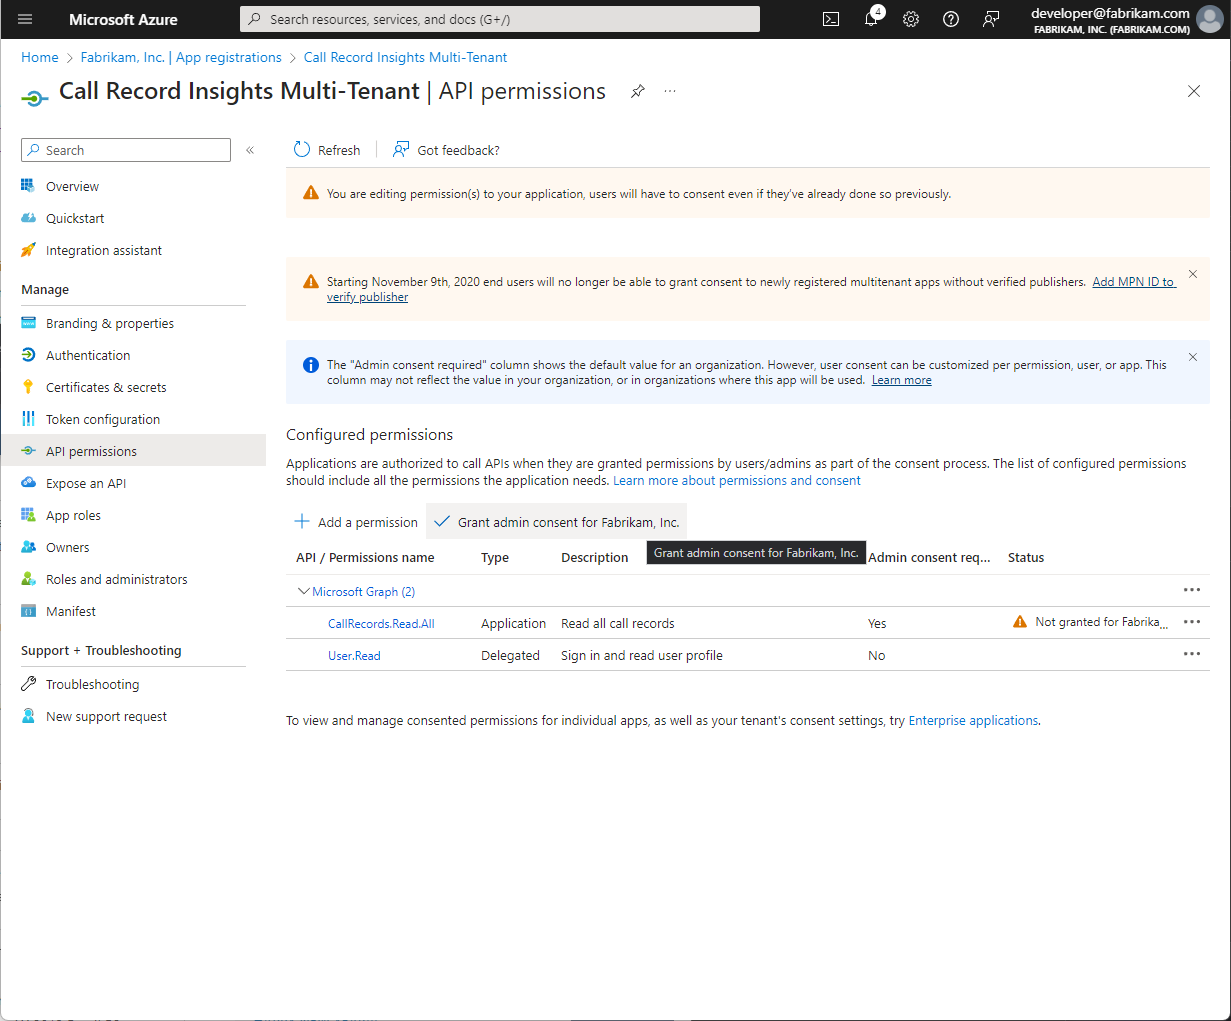 Microsoft Azure
Search resources, services, and docs (G+/)
4
developer@fabrikam.com
FABRIKAM, INC. (FABRIKAM.COM)
Home > Fabrikam, Inc. | App registrations > Call Record Insights Multi-Tenant
Call Record Insights Multi-Tenant | API permissions
Search
Refresh
Got feedback?
You are editing permission(s) to your application, users will have to consent even if they've already done so previously.
Overview
Quickstart
Integration assistant
Starting November 9th, 2020 end users will no longer be able to grant consent to newly registered multitenant apps without verified publishers. Add MPN ID to
verify publisher
Manage
Branding & properties
Authentication
Certificates & secrets
Token configuration
API permissions
Expose an API
App roles
Owners
Roles and administrators
Manifest
Support + Troubleshooting
Troubleshooting
New support request
The "Admin consent required" column shows the default value for an organization. However, user consent can be customized per permission, user, or app. This
column may not reflect the value in your organization, or in organizations where this app will be used. Learn more
Configured permissions
Applications are authorized to call APIs when they are granted permissions by users/admins as part of the consent process. The list of configured permissions
should include all the permissions the application needs. Learn more about permissions and consent
Add a permission
Grant admin consent for Fabrikam, Inc.
Grant admin consent for Fabrikam, Inc.
API / Permissions name Type Description Admin consent req... Status
Microsoft Graph (2)
CallRecords.Read.All Application Read all call records Yes Not granted for Fabrika...
User.Read Delegated Sign in and read user profile No
To view and manage consented permissions for individual apps, as well as your tenant's consent settings, try Enterprise applications.